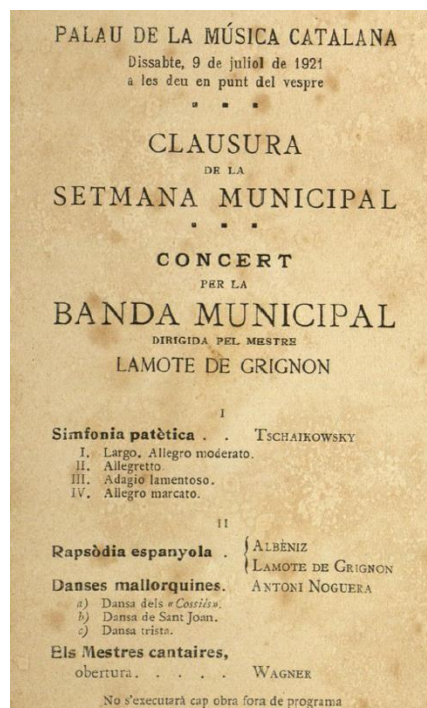 PALAU DE LA MÚSICA CATALANA
Dissabte, 9 de juliol de 1921
a les deu en punt del vespre
CLAUSURA
DE LA
SETMANA MUNICIPAL
CONCERT
PER LA
BANDA MUNICIPAL
DIRIGIDA PEL MESTRE
LAMOTE DE GRIGNON
I
Simfonia patètica . . TSCHAIKOWSKY
I. Largo. Allegro moderato.
II. Allegretto.
III. Adagio lamentoso.
IV. Allegro marcato.
II
Rapsòdia espanyola . { ALBÈNIZ
LAMOTE DE GRIGNON
Danses mallorquines. ANTONI NOGUERA
a) Dansa dels «Cossiés».
b) Dansa de Sant Joan.
c) Dansa trista.
Els Mestres cantaires,
obertura. . . . . WAGNER
No s'executarà cap obra fora de programa